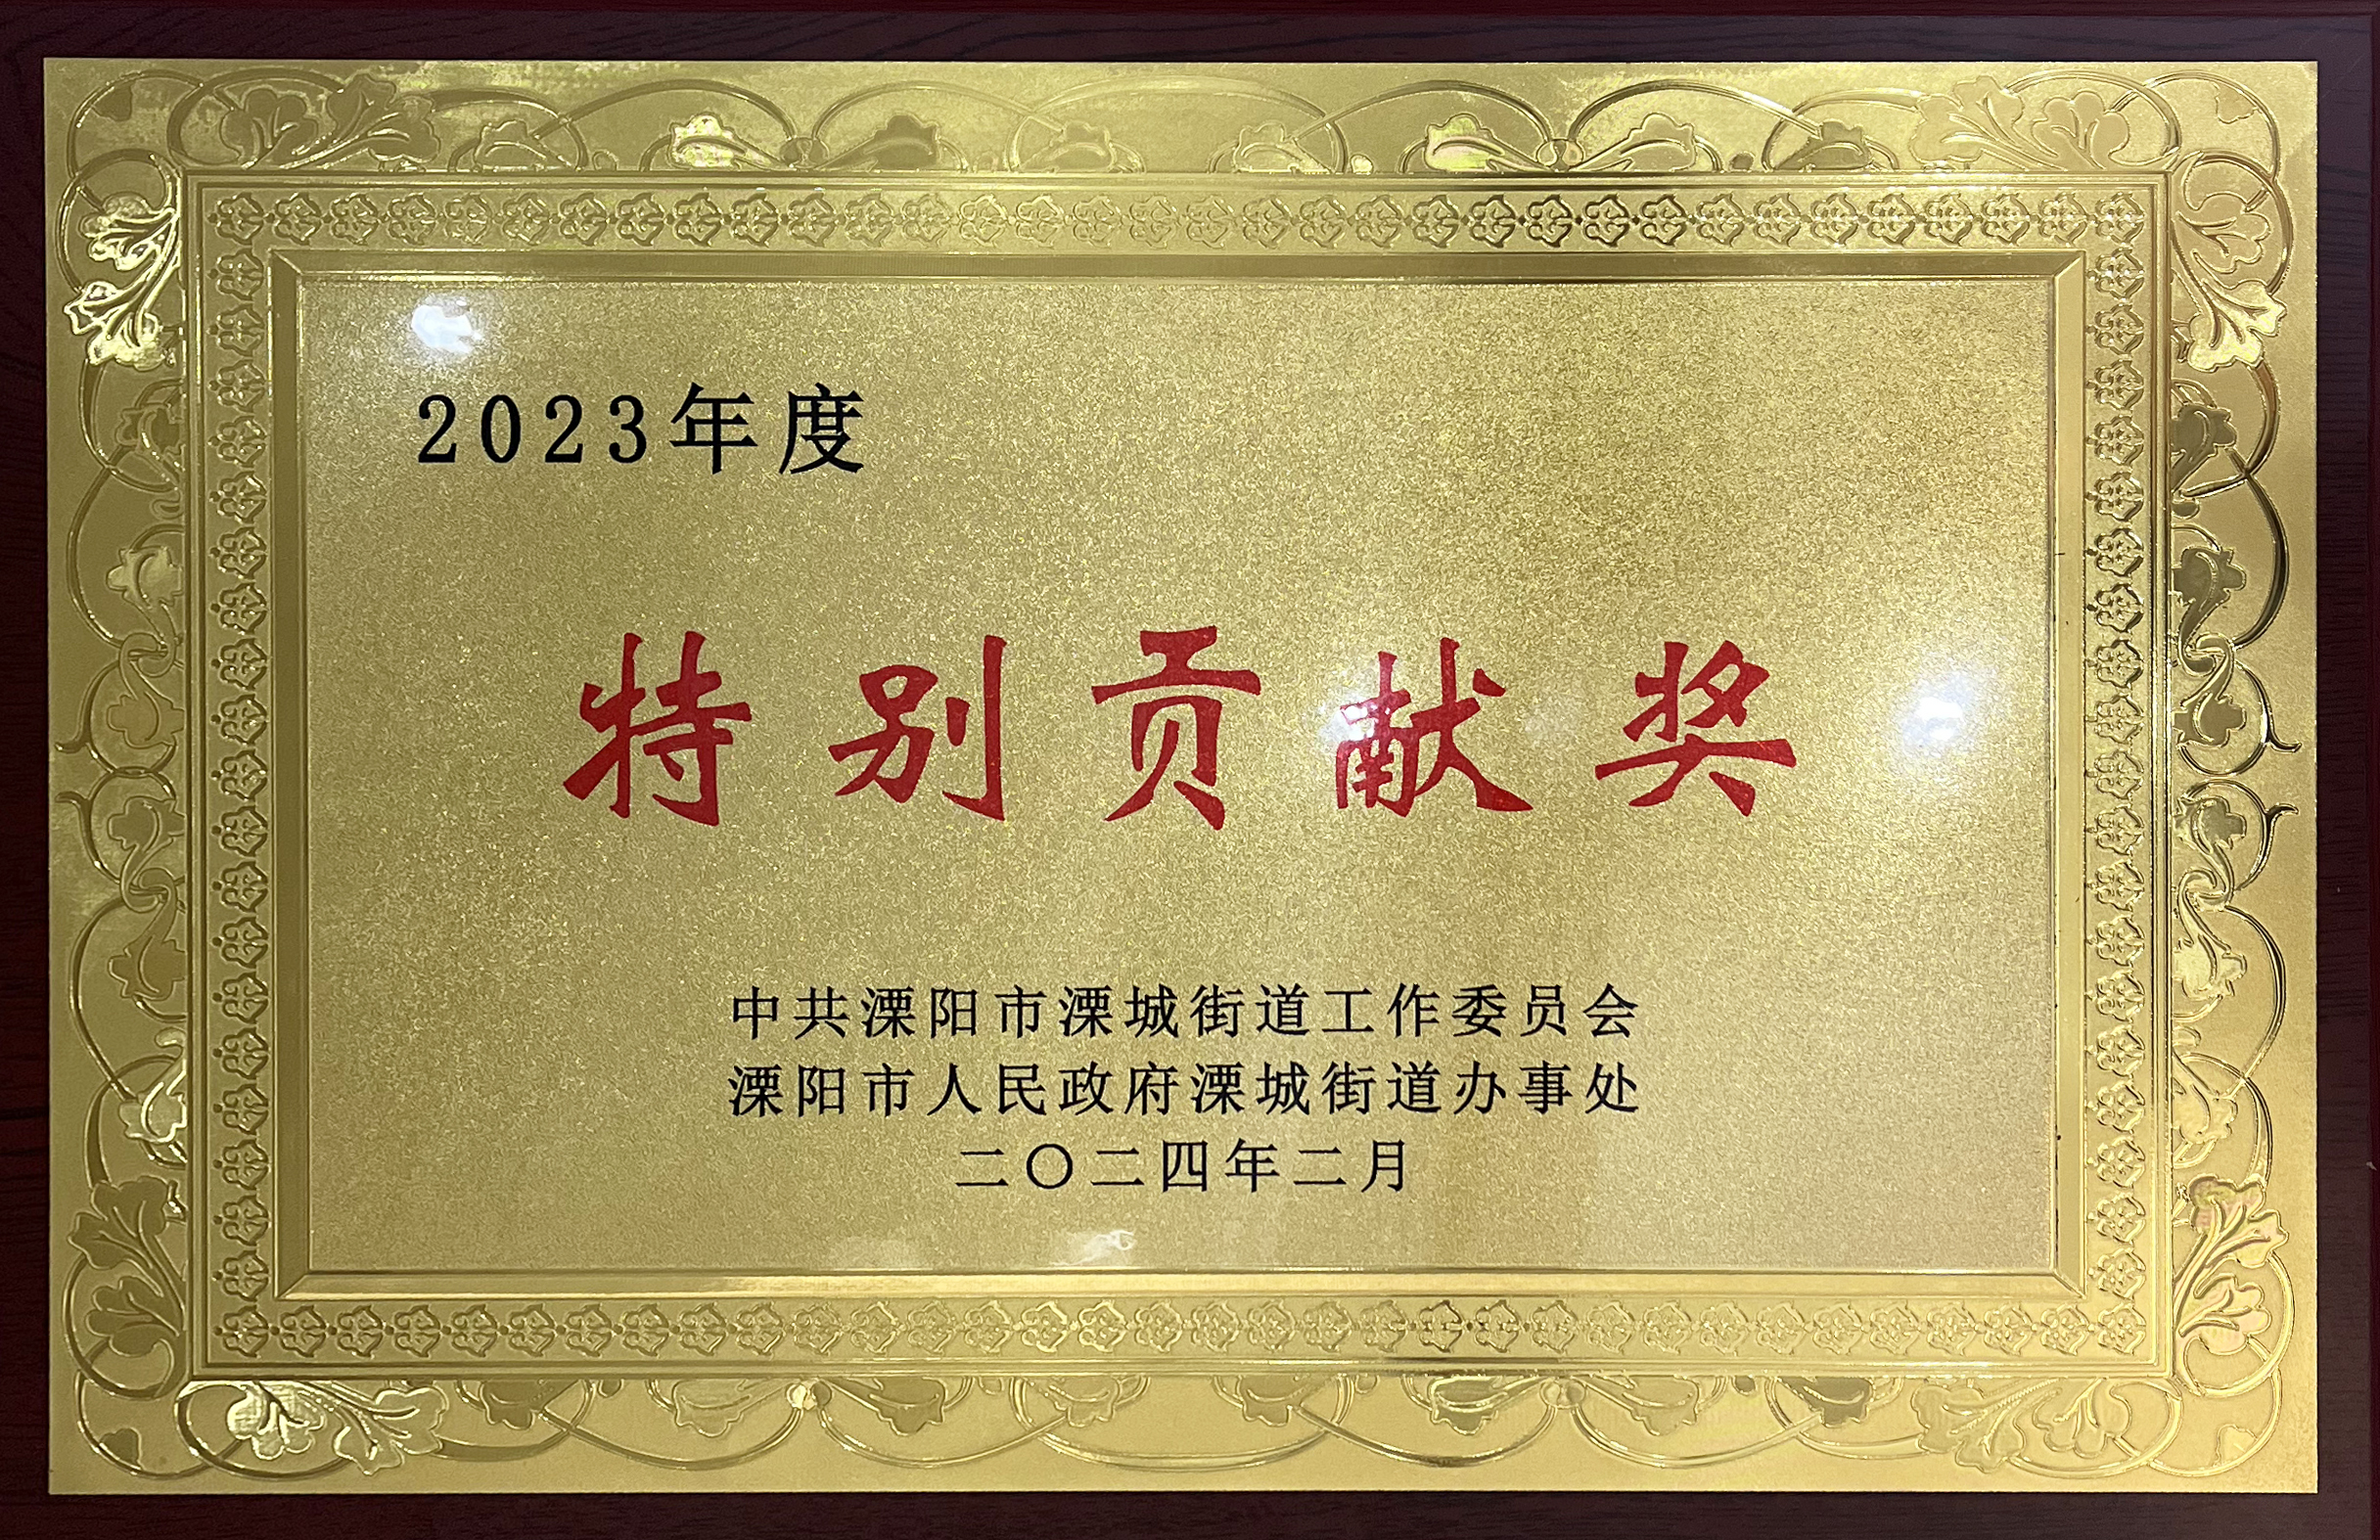 2023年度
特别贡献奖
中共溧阳市溧城街道工作委员会
溧阳市人民政府溧城街道办事处
二〇二四年二月